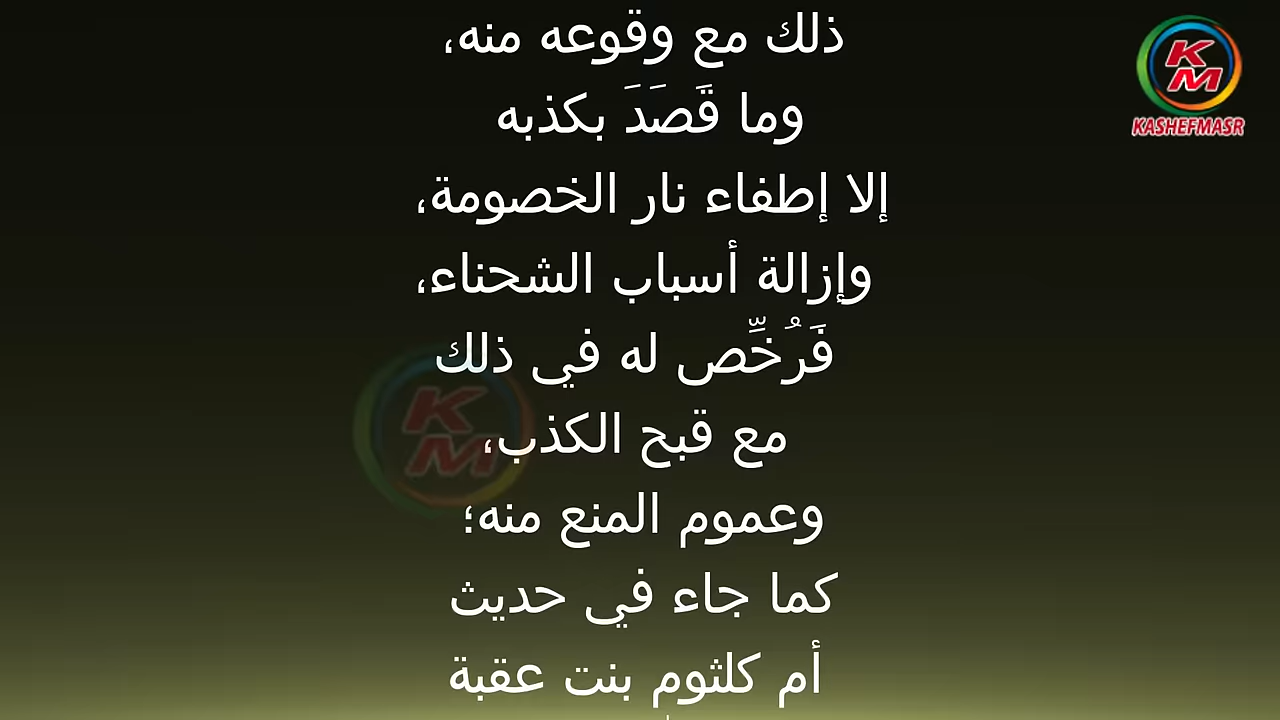 ذلك مع وقوعه منه،
وما قَصَدَ بكذبه
إلا إطفاء نار الخصومة،
وإزالة أسباب الشحناء،
فَرُخِّص له في ذلك
مع قبح الكذب،
وعموم المنع منه؛
كما جاء في حديث
أم كلثوم بنت عقبة
KM
KASHEFMASR
KM